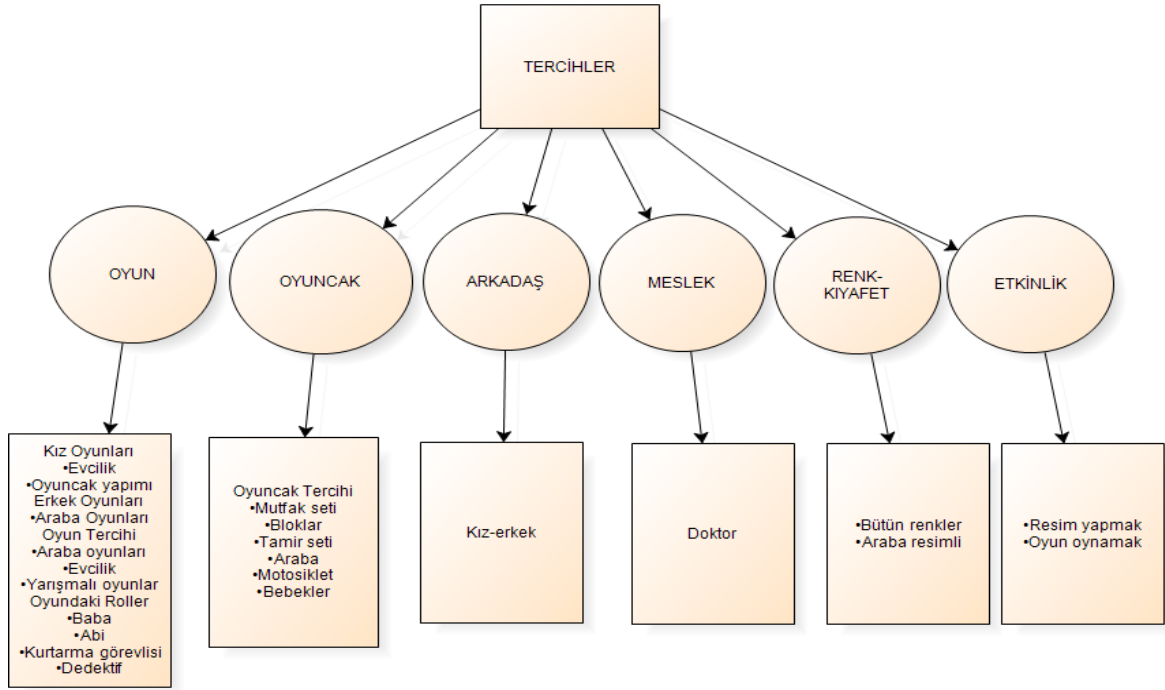 TERCİHLER
OYUN
OYUNCAK
ARKADAŞ
MESLEK
RENK-
KIYAFET
ETKİNLİK
Kız Oyunları
•Evcilik
•Oyuncak yapımı
Erkek Oyunları
•Araba Oyunları
Oyun Tercihi
•Araba oyunları
•Evcilik
•Yarışmalı oyunlar
Oyundaki Roller
•Baba
•Abi
•Kurtarma görevlisi
•Dedektif
Oyuncak Tercihi
•Mutfak seti
•Bloklar
•Tamir seti
•Araba
•Motosiklet
•Bebekler
Kız-erkek
Doktor
•Bütün renkler
•Araba resimli
•Resim yapmak
•Oyun oynamak